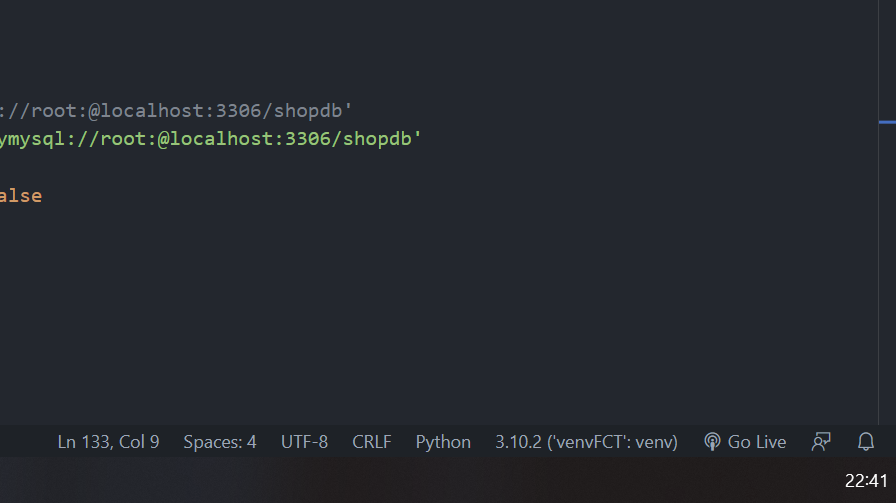 ://root:@localhost:3306/shopdb'
ymysql://root:@localhost:3306/shopdb'
alse
Ln 133, Col 9 Spaces: 4 UTF-8 CRLF Python 3.10.2 ('venvFCT': venv) Go Live
22:41